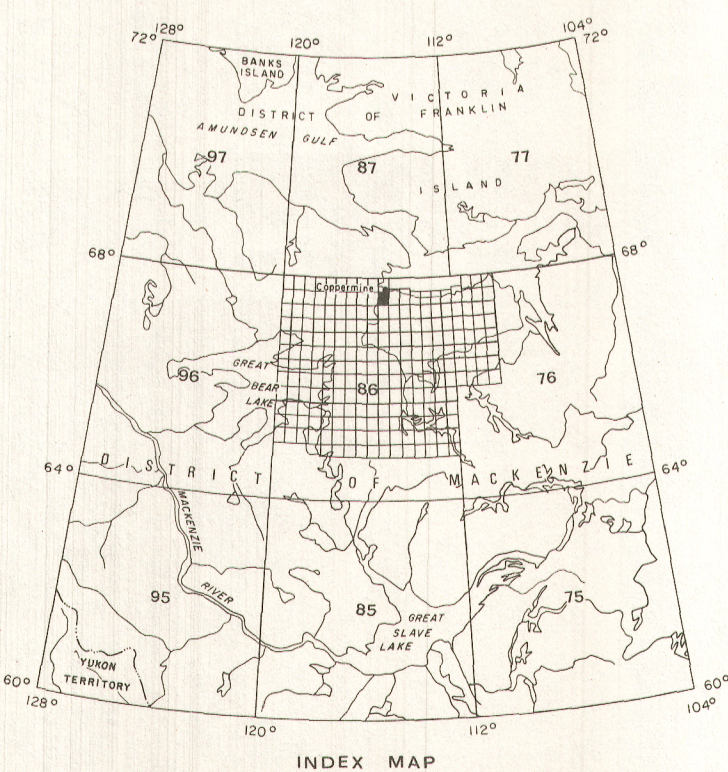 128° 120° 112° 104°
72° 72°
BANKS
ISLAND
VICTORIA
DISTRICT OF FRANKLIN
AMUNDSEN GULF
97 87 77
ISLAND
68° 68°
Coppermine
GREAT
BEAR
LAKE
96 86 76
DISTRICT OF MACKENZIE
64° 64°
MACKENZIE
RIVER
95 85 75
GREAT
SLAVE
LAKE
YUKON
TERRITORY
60° 60°
128° 120° 112° 104°
INDEX MAP